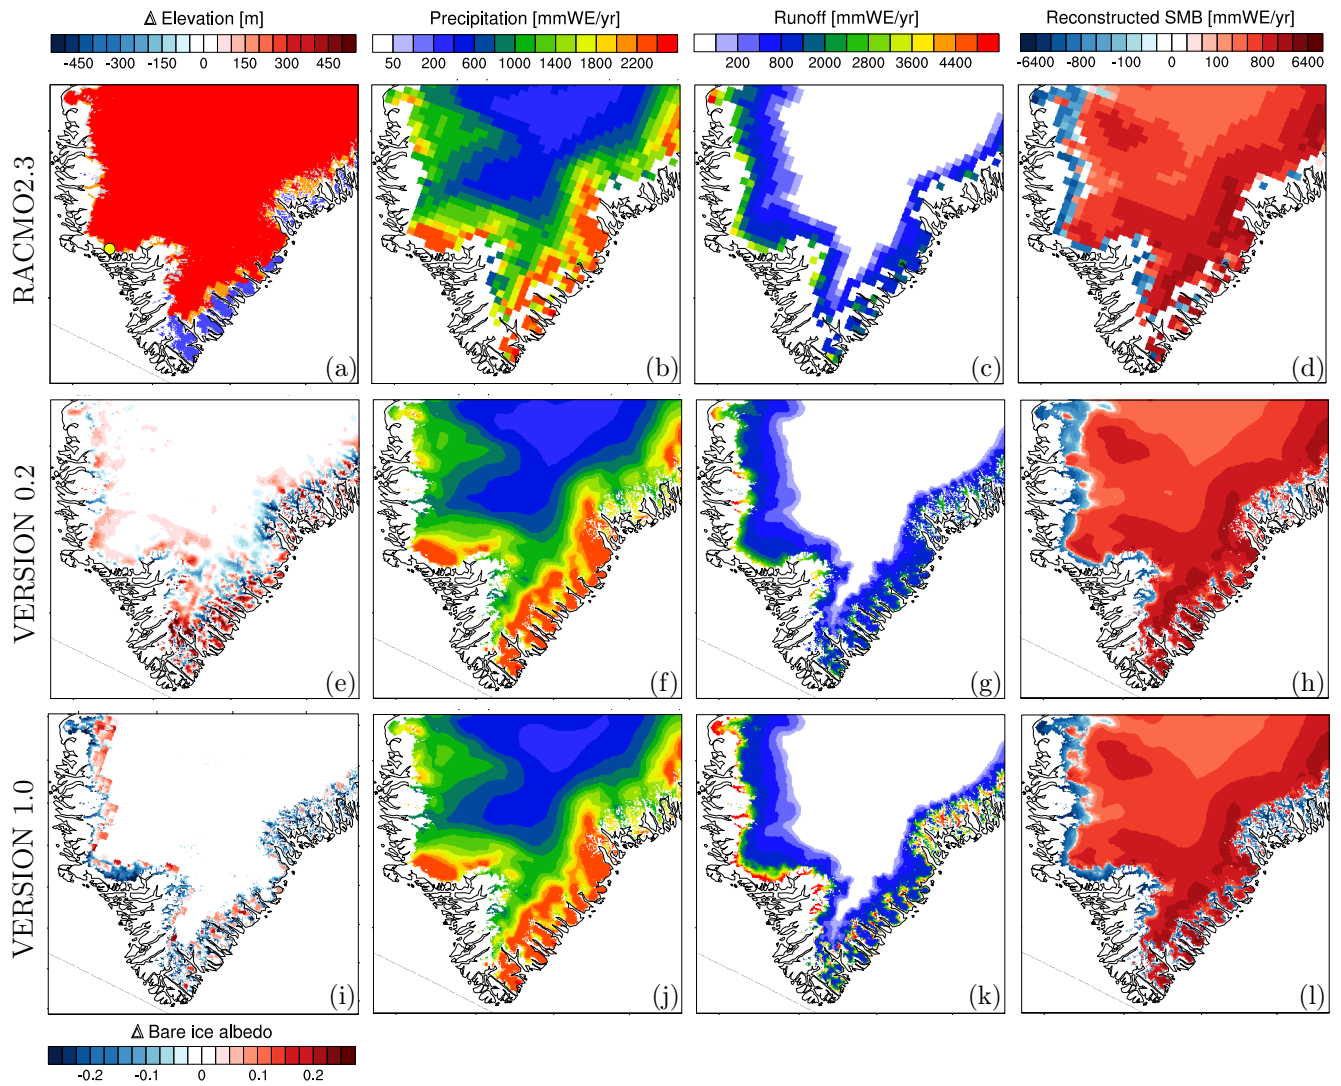 Δ Elevation [m]
Precipitation [mmWE/yr]
Runoff [mmWE/yr]
Reconstructed SMB [mmWE/yr]
-450 -300 -150 0 150 300 450
50 200 600 1000 1400 1800 2200
200 800 2000 2800 3600 4400
-6400 -800 -100 0 100 800 6400
RACMO2.3
(a)
(b)
(c)
(d)
VERSION 0.2
(e)
(f)
(g)
(h)
VERSION 1.0
(i)
(j)
(k)
(l)
Δ Bare ice albedo
-0.2 -0.1 0 0.1 0.2